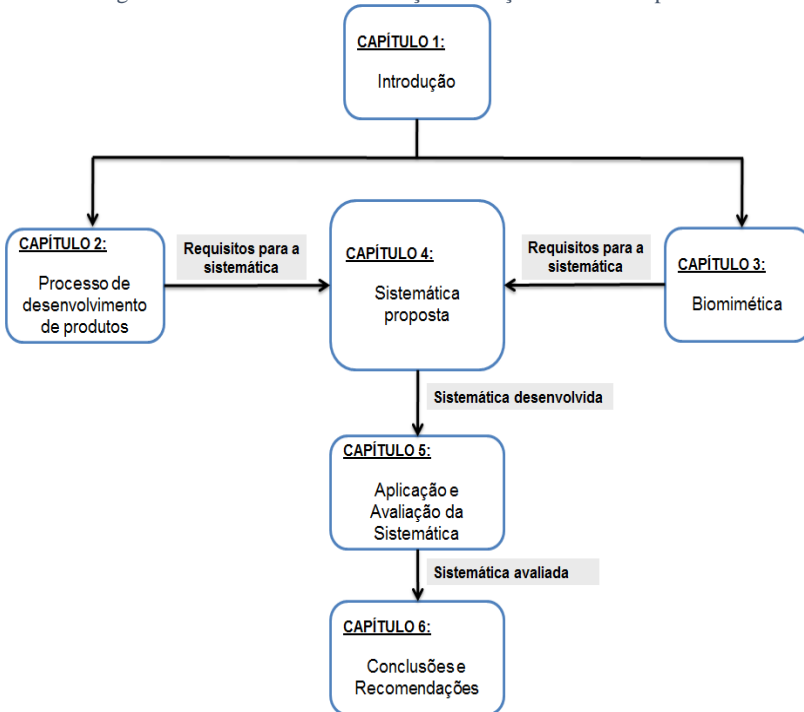 CAPÍTULO 1:
Introdução
CAPÍTULO 2:
Processo de
desenvolvimento
de produtos
Requisitos para a
sistemática
CAPÍTULO 4:
Sistemática
proposta
Requisitos para a
sistemática
CAPÍTULO 3:
Biomimética
Sistemática desenvolvida
CAPÍTULO 5:
Aplicação e
Avaliação da
Sistemática
Sistemática avaliada
CAPÍTULO 6:
Conclusões e
Recomendações